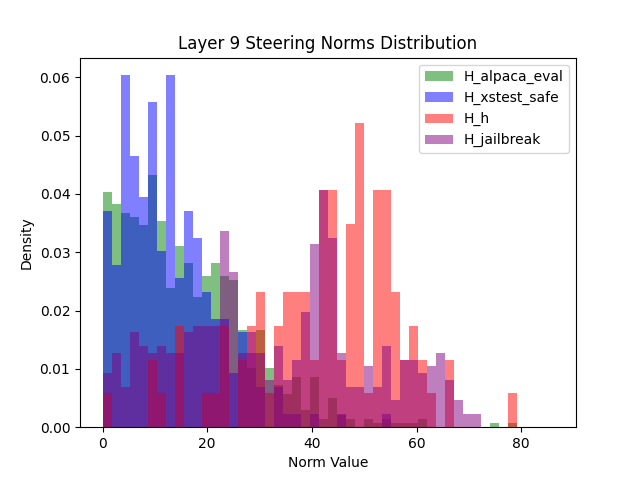 Layer 9 Steering Norms Distribution
H_alpaca_eval
H_xstest_safe
H_h
H_jailbreak
0.06
0.05
0.04
0.03
0.02
0.01
0.00
Density
0
20
40
60
80
Norm Value